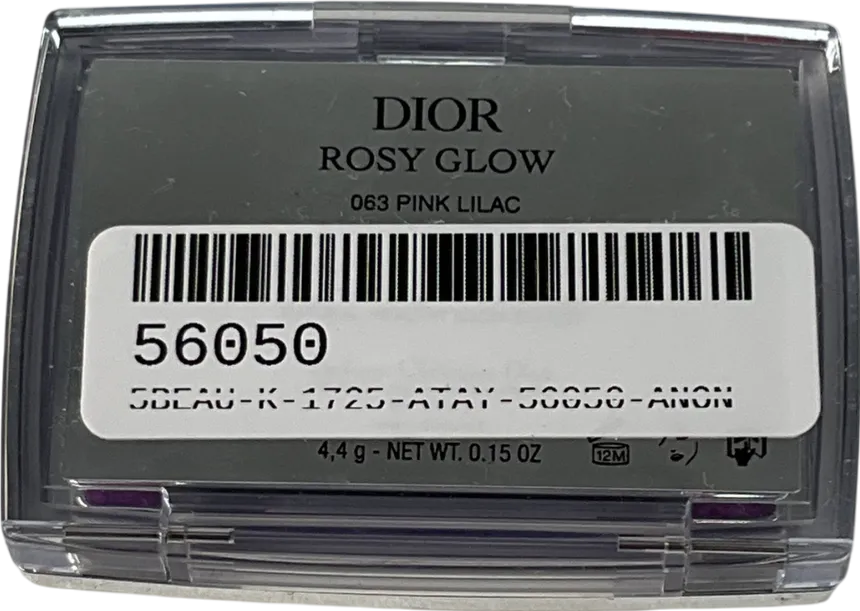 DIOR
ROSY GLOW
063 PINK LILAC
56050
5BEAU-K-1725-ATAY-56050-ANON
4,4 g - NET WT. 0.15 OZ
12M